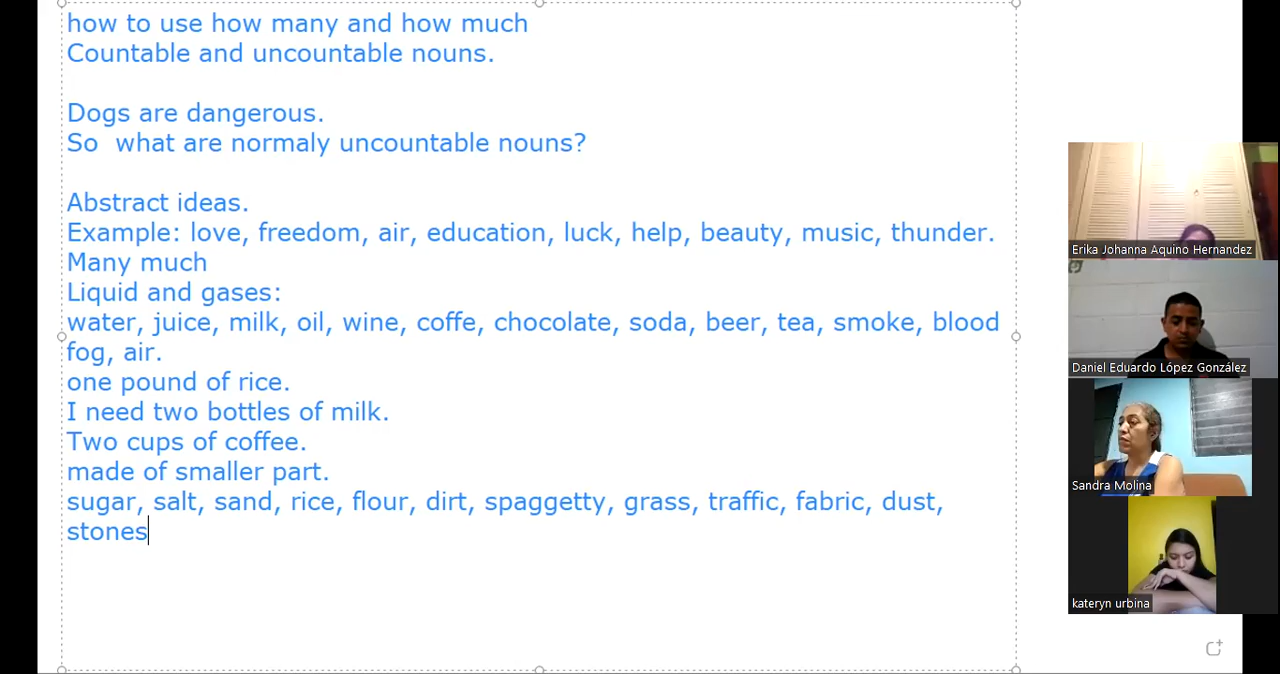 how to use how many and how much
Countable and uncountable nouns.
Dogs are dangerous.
So  what are normaly uncountable nouns?
Abstract ideas.
Example: love, freedom, air, education, luck, help, beauty, music, thunder.
Many much
Liquid and gases:
water, juice, milk, oil, wine, coffe, chocolate, soda, beer, tea, smoke, blood
fog, air.
one pound of rice.
I need two bottles of milk.
Two cups of coffee.
made of smaller part.
sugar, salt, sand, rice, flour, dirt, spaggetty, grass, traffic, fabric, dust,
stones
Erika Johanna Aquino Hernandez
Daniel Eduardo López González
Sandra Molina
kateryn urbina